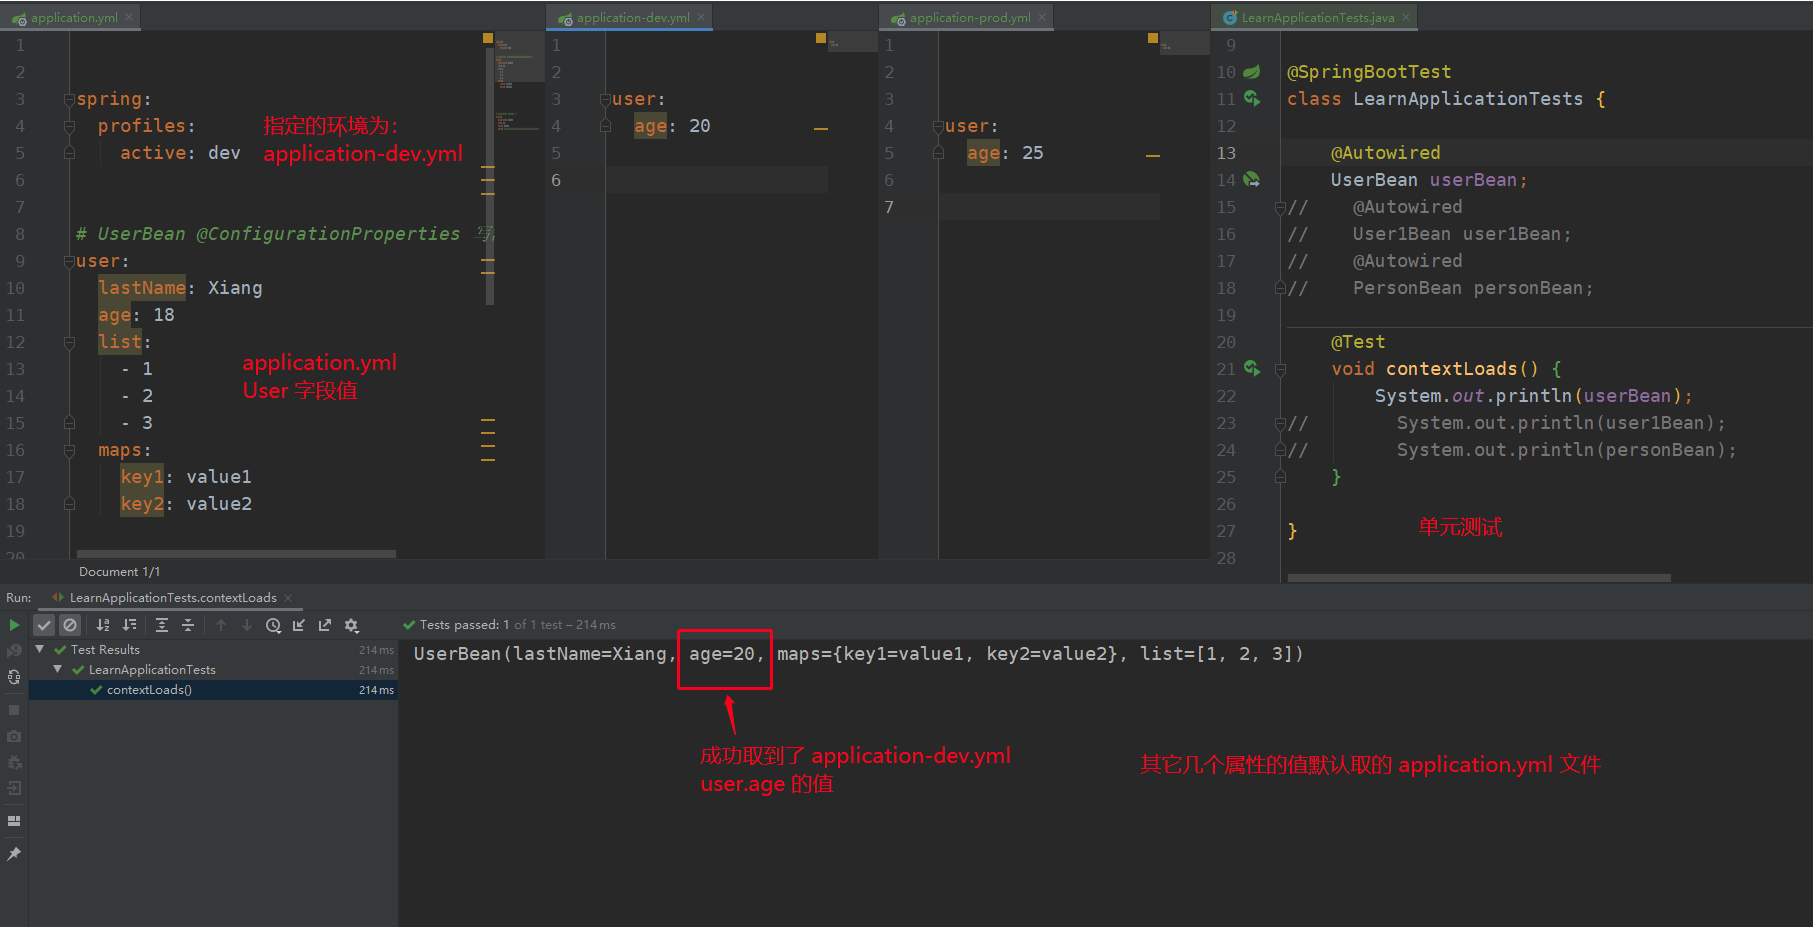 application.yml
application-dev.yml
application-prod.yml
LearnApplicationTests.java
1
2
3 spring:
4 profiles:
5 active: dev
6
7
8 # UserBean @ConfigurationProperties
9 user:
10 lastName: Xiang
11 age: 18
12 list:
13 - 1
14 - 2
15 - 3
16 maps:
17 key1: value1
18 key2: value2
19
20
指定的环境为:
application-dev.yml
application.yml
User 字段值
Document 1/1
1
2
3 user:
4 age: 20
5
6
1
2
3
4 user:
5 age: 25
6
7
9
10 @SpringBootTest
11 class LearnApplicationTests {
12
13 @Autowired
14 UserBean userBean;
15 // @Autowired
16 // User1Bean user1Bean;
17 // @Autowired
18 // PersonBean personBean;
19
20 @Test
21 void contextLoads() {
22 System.out.println(userBean);
23 // System.out.println(user1Bean);
24 // System.out.println(personBean);
25 }
26
27 }
28
单元测试
Run: LearnApplicationTests.contextLoads
Tests passed: 1 of 1 test – 214 ms
Test Results 214 ms
LearnApplicationTests 214 ms
contextLoads() 214 ms
UserBean(lastName=Xiang, age=20, maps={key1=value1, key2=value2}, list=[1, 2, 3])
成功取到了 application-dev.yml
user.age 的值
其它几个属性的值默认取的 application.yml 文件